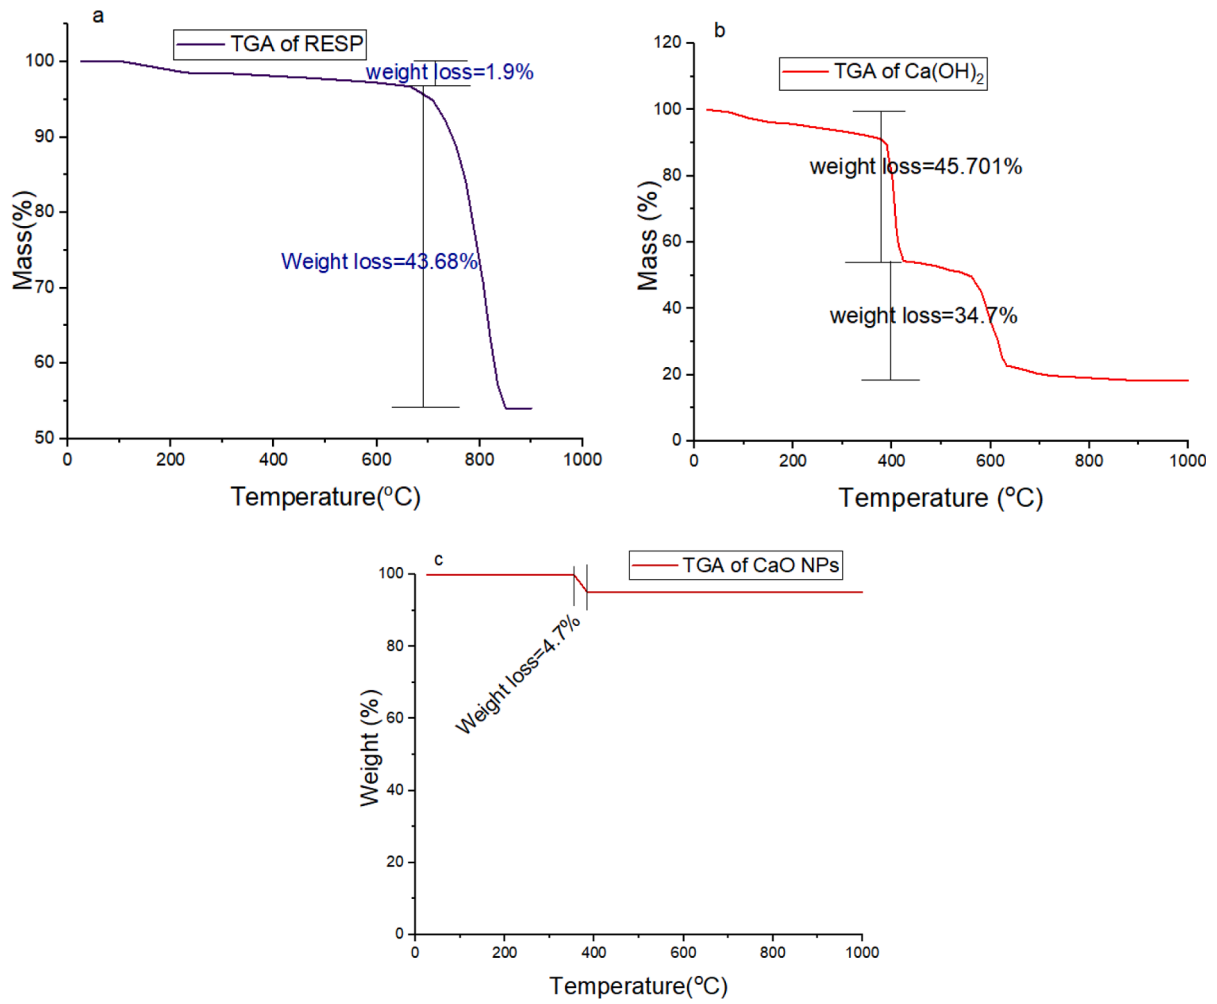 a
TGA of RESP
weight loss=1.9%
Weight loss=43.68%
Mass(%)
100
90
80
70
60
50
0
200
400
600
800
1000
Temperature(°C)
b
TGA of Ca(OH)₂
weight loss=45.701%
weight loss=34.7%
Mass (%)
120
100
80
60
40
20
0
0
200
400
600
800
1000
Temperature (°C)
c
TGA of CaO NPs
Weight loss=4.7%
Weight (%)
100
80
60
40
20
0
0
200
400
600
800
1000
Temperature(°C)